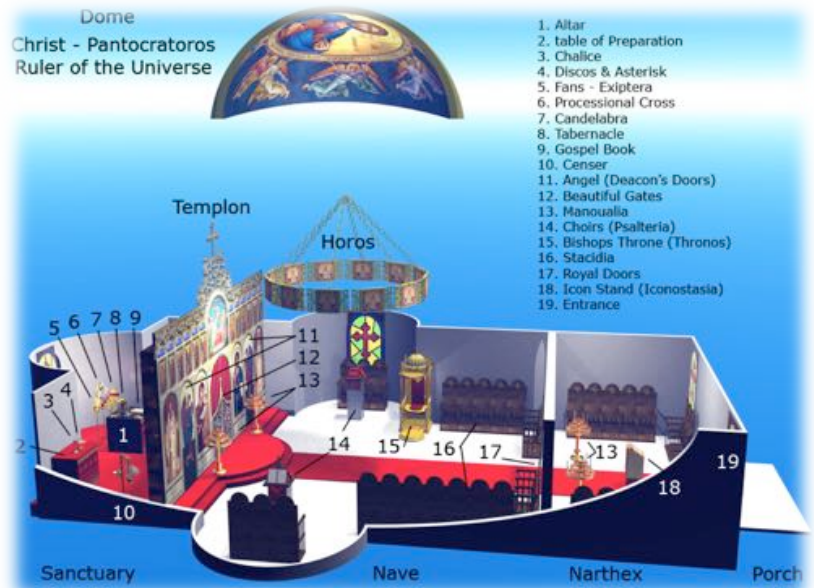 Dome
Christ - Pantocratoros
Ruler of the Universe
1. Altar
2. table of Preparation
3. Chalice
4. Discos & Asterisk
5. Fans - Exiptera
6. Processional Cross
7. Candelabra
8. Tabernacle
9. Gospel Book
10. Censer
11. Angel (Deacon's Doors)
12. Beautiful Gates
13. Manoualia
14. Choirs (Psalteria)
15. Bishops Throne (Thronos)
16. Stacidia
17. Royal Doors
18. Icon Stand (Iconostasia)
19. Entrance
Templon
Horos
5
6
7
8
9
11
12
13
3
4
2
1
14
15
16
17
13
18
19
10
Sanctuary
Nave
Narthex
Porch